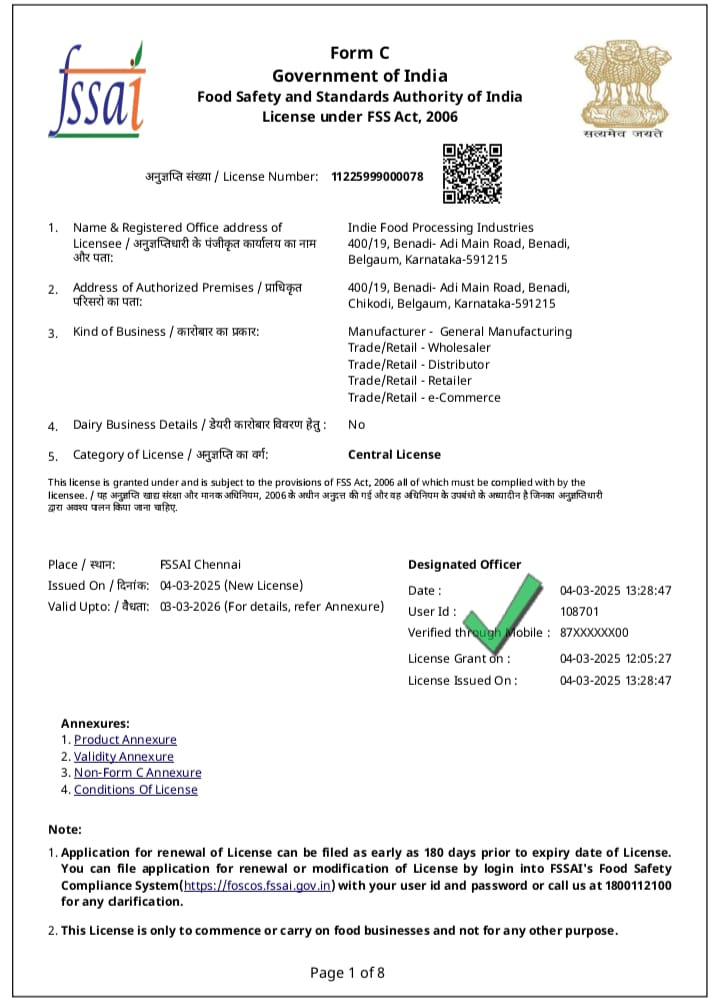 fssai
Form C
Government of India
Food Safety and Standards Authority of India
License under FSS Act, 2006
सत्यमेव जयते
अनुज्ञप्ति संख्या / License Number: 11225999000078
1. Name & Registered Office address of
Licensee / अनुज्ञप्तिधारी के पंजीकृत कार्यालय का नाम
और पता:
Indie Food Processing Industries
400/19, Benadi- Adi Main Road, Benadi,
Belgaum, Karnataka-591215
2. Address of Authorized Premises / प्राधिकृत
परिसरो का पता:
400/19, Benadi- Adi Main Road, Benadi,
Chikodi, Belgaum, Karnataka-591215
3. Kind of Business / कारोबार का प्रकार:
Manufacturer - General Manufacturing
Trade/Retail - Wholesaler
Trade/Retail - Distributor
Trade/Retail - Retailer
Trade/Retail - e-Commerce
4. Dairy Business Details / डेयरी कारोबार विवरण हेतु : No
5. Category of License / अनुज्ञप्ति का वर्ग: Central License
This license is granted under and is subject to the provisions of FSS Act, 2006 all of which must be complied with by the
licensee. / यह अनुज्ञप्ति खाद्य संरक्षा और मानक अधिनियम, 2006 के अधीन अनुदत्त की गई और वह अधिनियम के उपबंधो के अध्यादीन है जिनका अनुज्ञप्तिधारी
द्वारा अवश्य पालन किया जाना चाहिए.
Place / स्थान: FSSAI Chennai
Issued On / दिनांक: 04-03-2025 (New License)
Valid Upto: / वैधता: 03-03-2026 (For details, refer Annexure)
Designated Officer
Date : 04-03-2025 13:28:47
User Id : 108701
Verified through Mobile : 87XXXXXX00
License Grant on : 04-03-2025 12:05:27
License Issued On : 04-03-2025 13:28:47
Annexures:
1. Product Annexure
2. Validity Annexure
3. Non-Form C Annexure
4. Conditions Of License
Note:
1. Application for renewal of License can be filed as early as 180 days prior to expiry date of License.
You can file application for renewal or modification of License by login into FSSAI's Food Safety
Compliance System(https://foscos.fssai.gov.in) with your user id and password or call us at 1800112100
for any clarification.
2. This License is only to commence or carry on food businesses and not for any other purpose.
Page 1 of 8